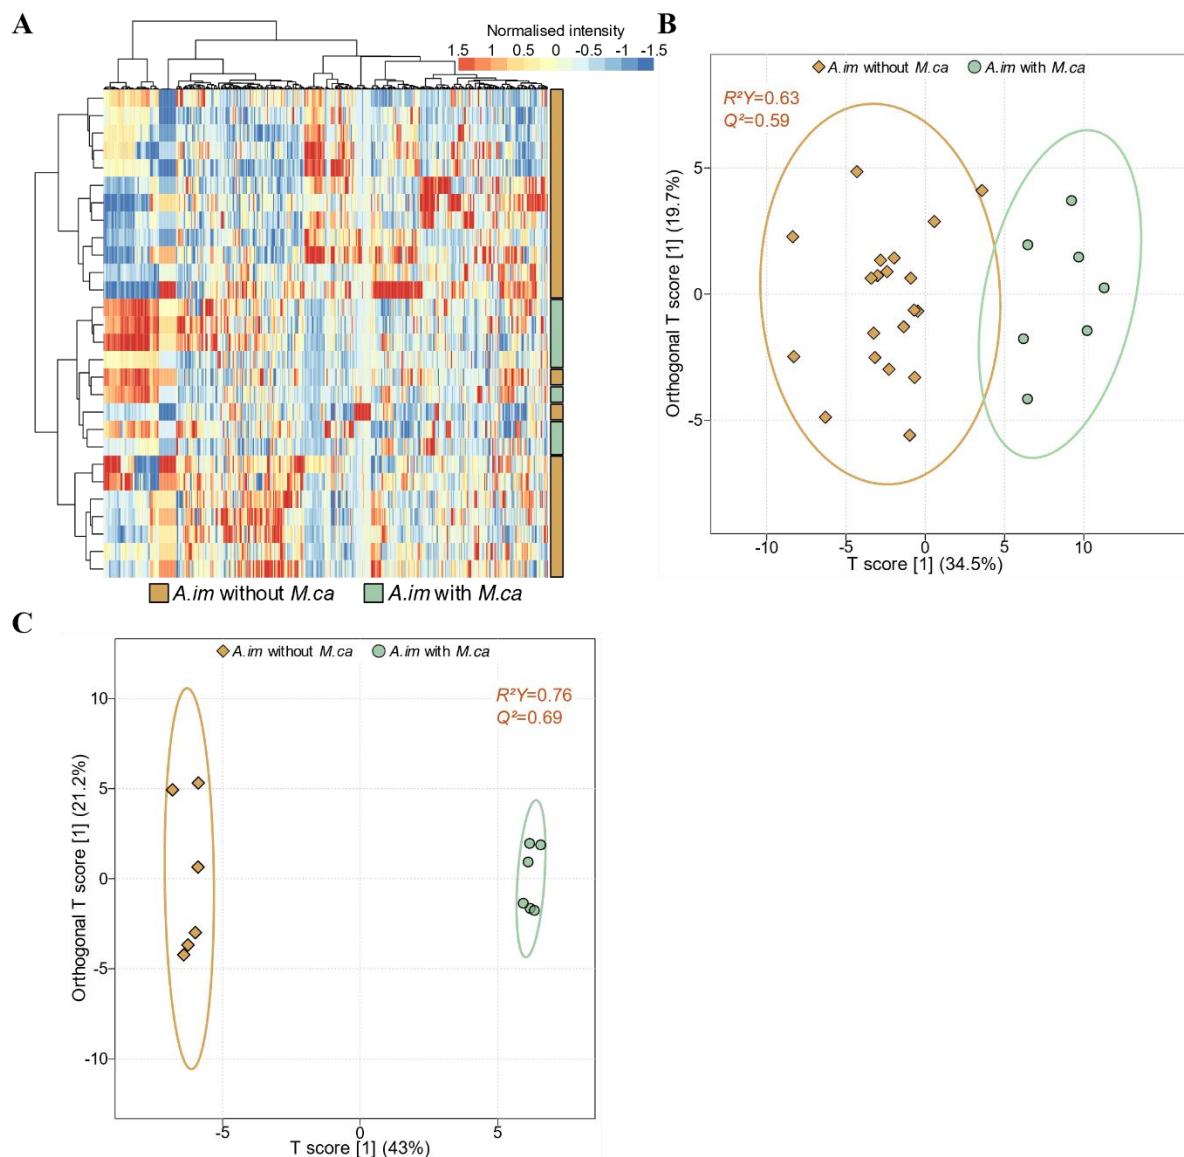 A
Normalised intensity
1.5 1 0.5 0 -0.5 -1 -1.5
A.im without M.ca A.im with M.ca
B
A.im without M.ca A.im with M.ca
R²Y=0.63
Q²=0.59
Orthogonal T score [1] (19.7%)
5
0
-5
-10 -5 0 5 10
T score [1] (34.5%)
C
A.im without M.ca A.im with M.ca
R²Y=0.76
Q²=0.69
Orthogonal T score [1] (21.2%)
10
5
0
-5
-10
-5 0 5
T score [1] (43%)